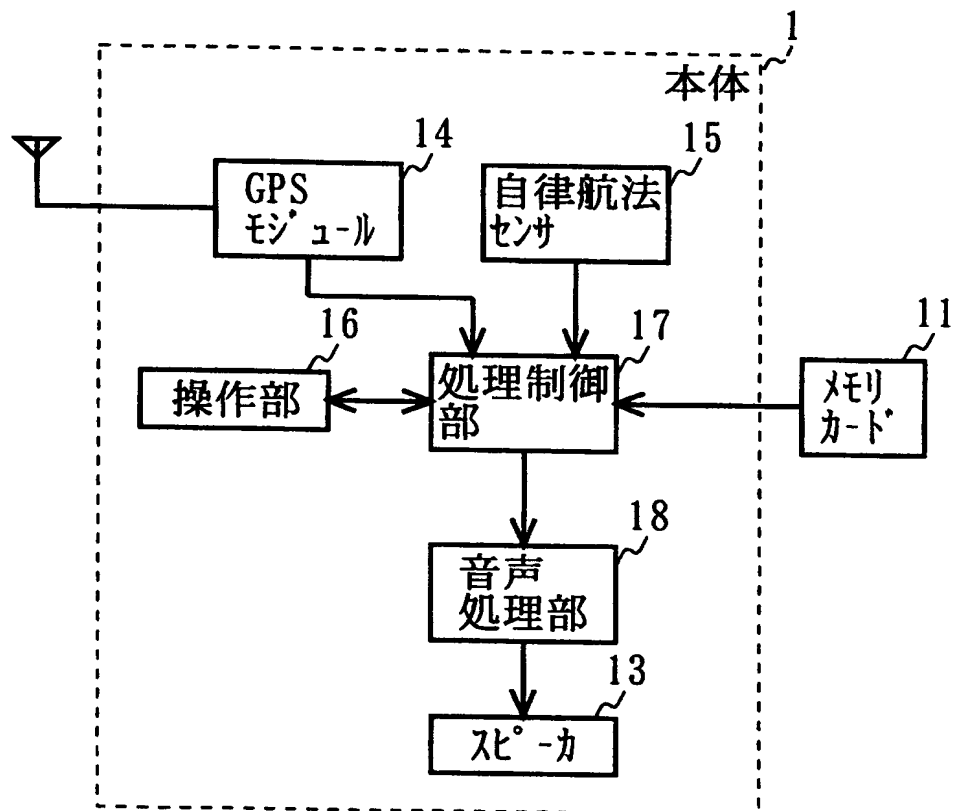 1
本体
14
GPS
モジュール
15
自律航法
センサ
16
操作部
17
処理制御
部
11
メモリ
カード
18
音声
処理部
13
スピーカ